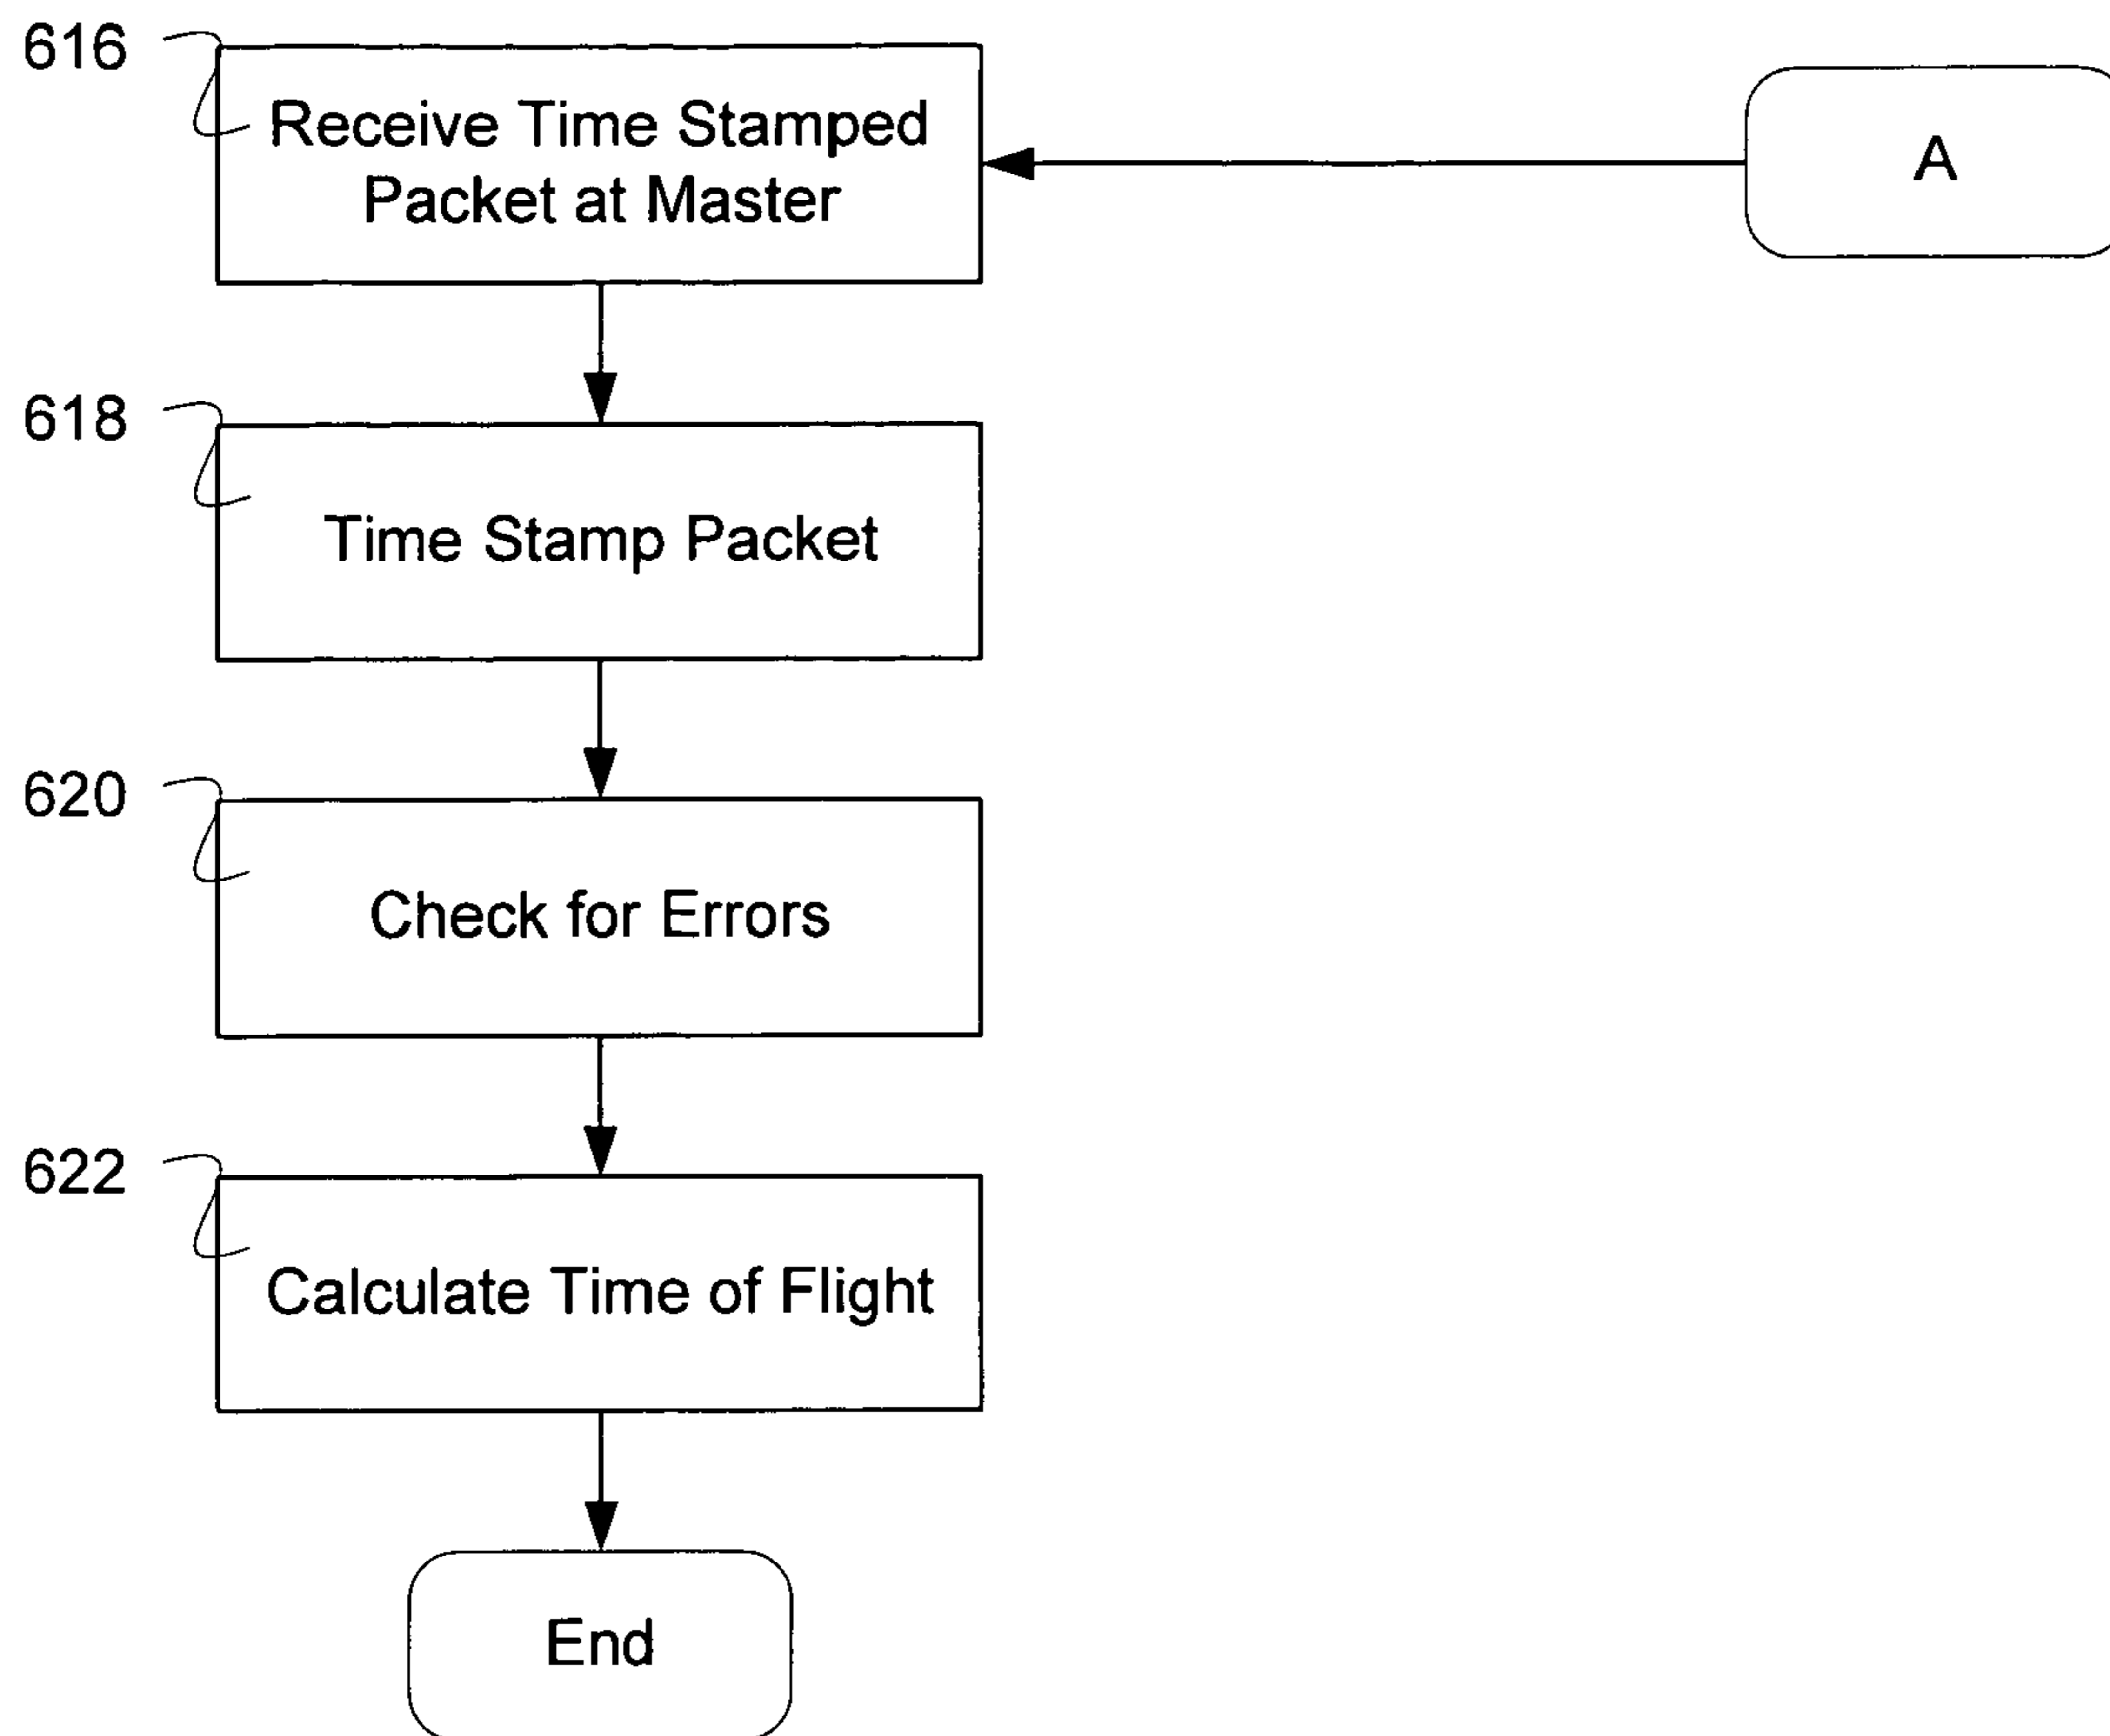 616
Receive Time Stamped
Packet at Master
A
618
Time Stamp Packet
620
Check for Errors
622
Calculate Time of Flight
End